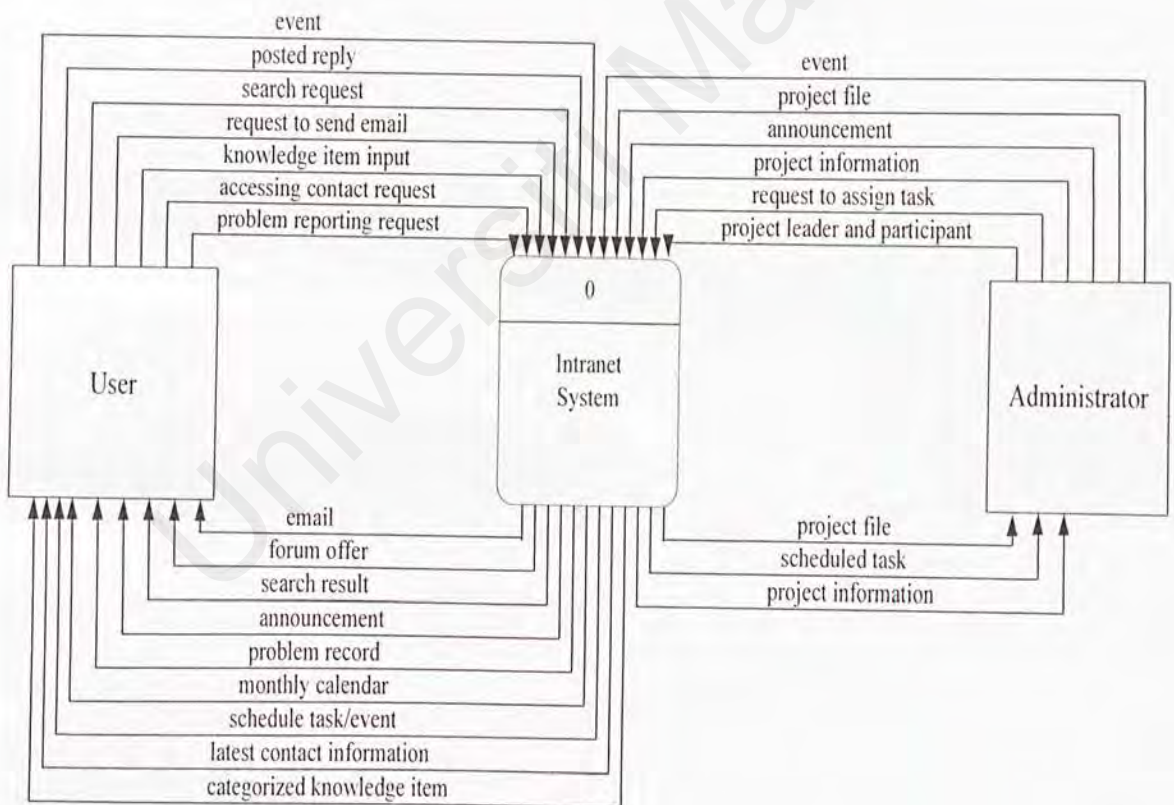 event
posted reply
search request
request to send email
knowledge item input
accessing contact request
problem reporting request
event
project file
announcement
project information
request to assign task
project leader and participant
0
Intranet
System
User
Administrator
email
forum offer
search result
announcement
problem record
monthly calendar
schedule task/event
latest contact information
categorized knowledge item
project file
scheduled task
project information
Universiti Ma